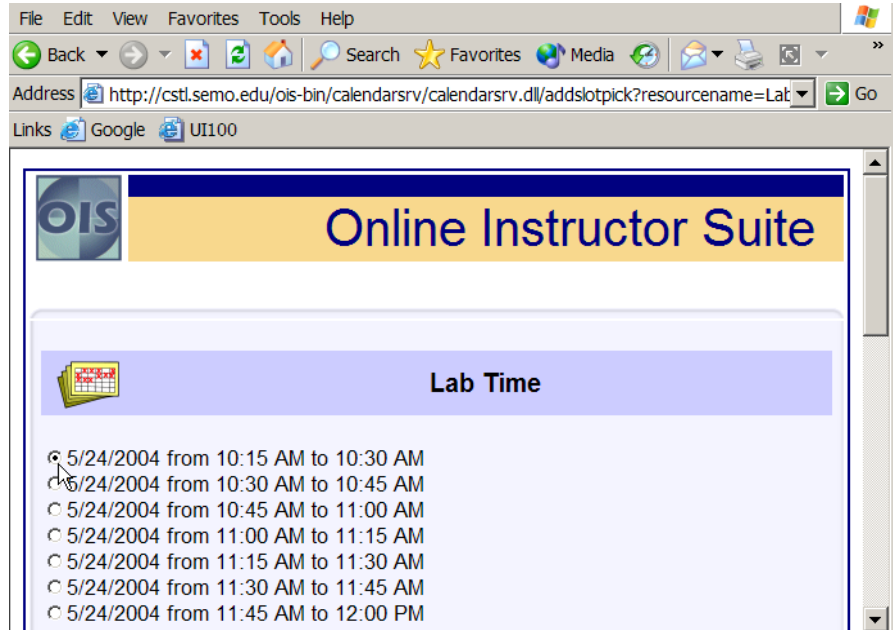 File Edit View Favorites Tools Help
Back Search Favorites Media »
Address http://cstl.semo.edu/ois-bin/calendarsrv/calendarsrv.dll/addslotpick?resourcename=Lab Go
Links Google UI100
OIS
Online Instructor Suite
Lab Time
5/24/2004 from 10:15 AM to 10:30 AM
5/24/2004 from 10:30 AM to 10:45 AM
5/24/2004 from 10:45 AM to 11:00 AM
5/24/2004 from 11:00 AM to 11:15 AM
5/24/2004 from 11:15 AM to 11:30 AM
5/24/2004 from 11:30 AM to 11:45 AM
5/24/2004 from 11:45 AM to 12:00 PM